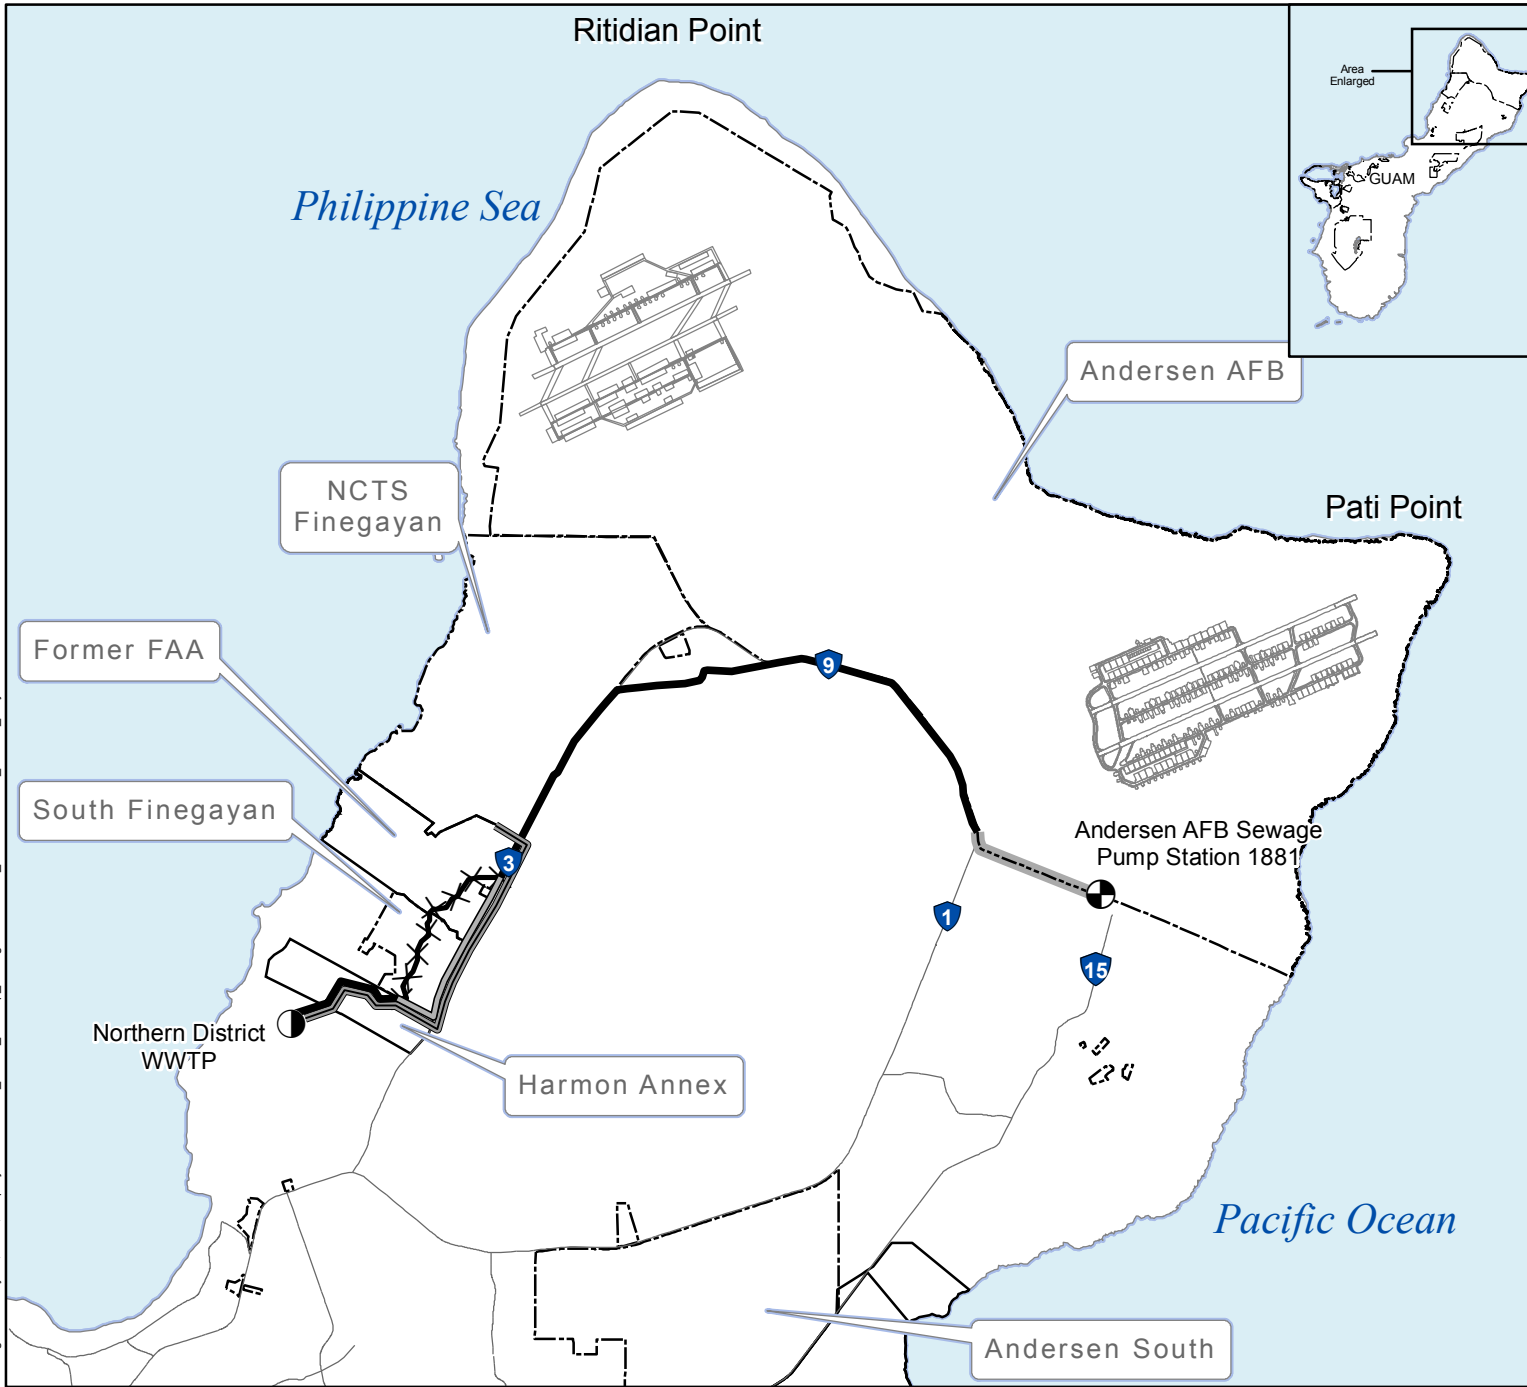 Ritidian Point
Area
Enlarged
GUAM
Philippine Sea
Andersen AFB
NCTS
Finegayan
Pati Point
Former FAA
9
South Finegayan
3
Andersen AFB Sewage
Pump Station 1881
1
15
Northern District
WWTP
Harmon Annex
Pacific Ocean
Andersen South